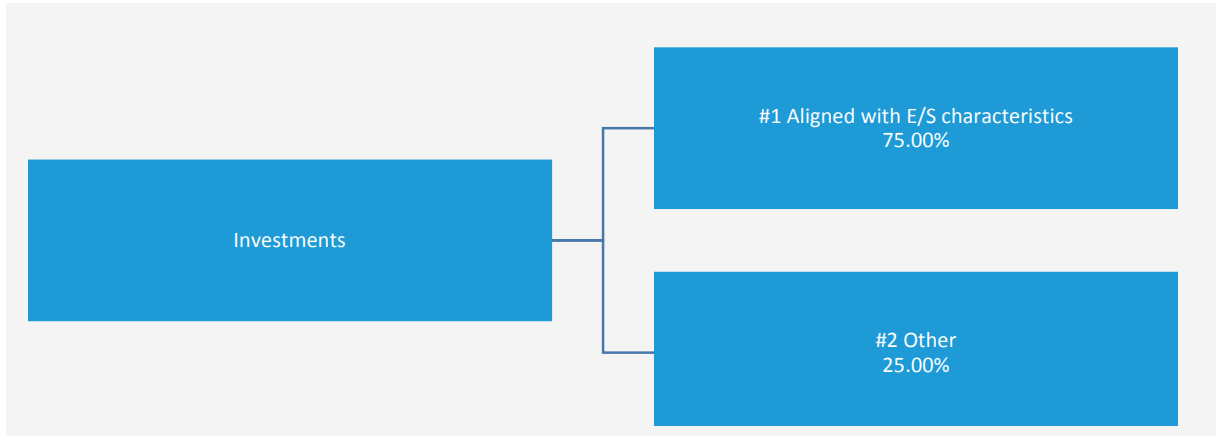 #1 Aligned with E/S characteristics
75.00%
Investments
#2 Other
25.00%